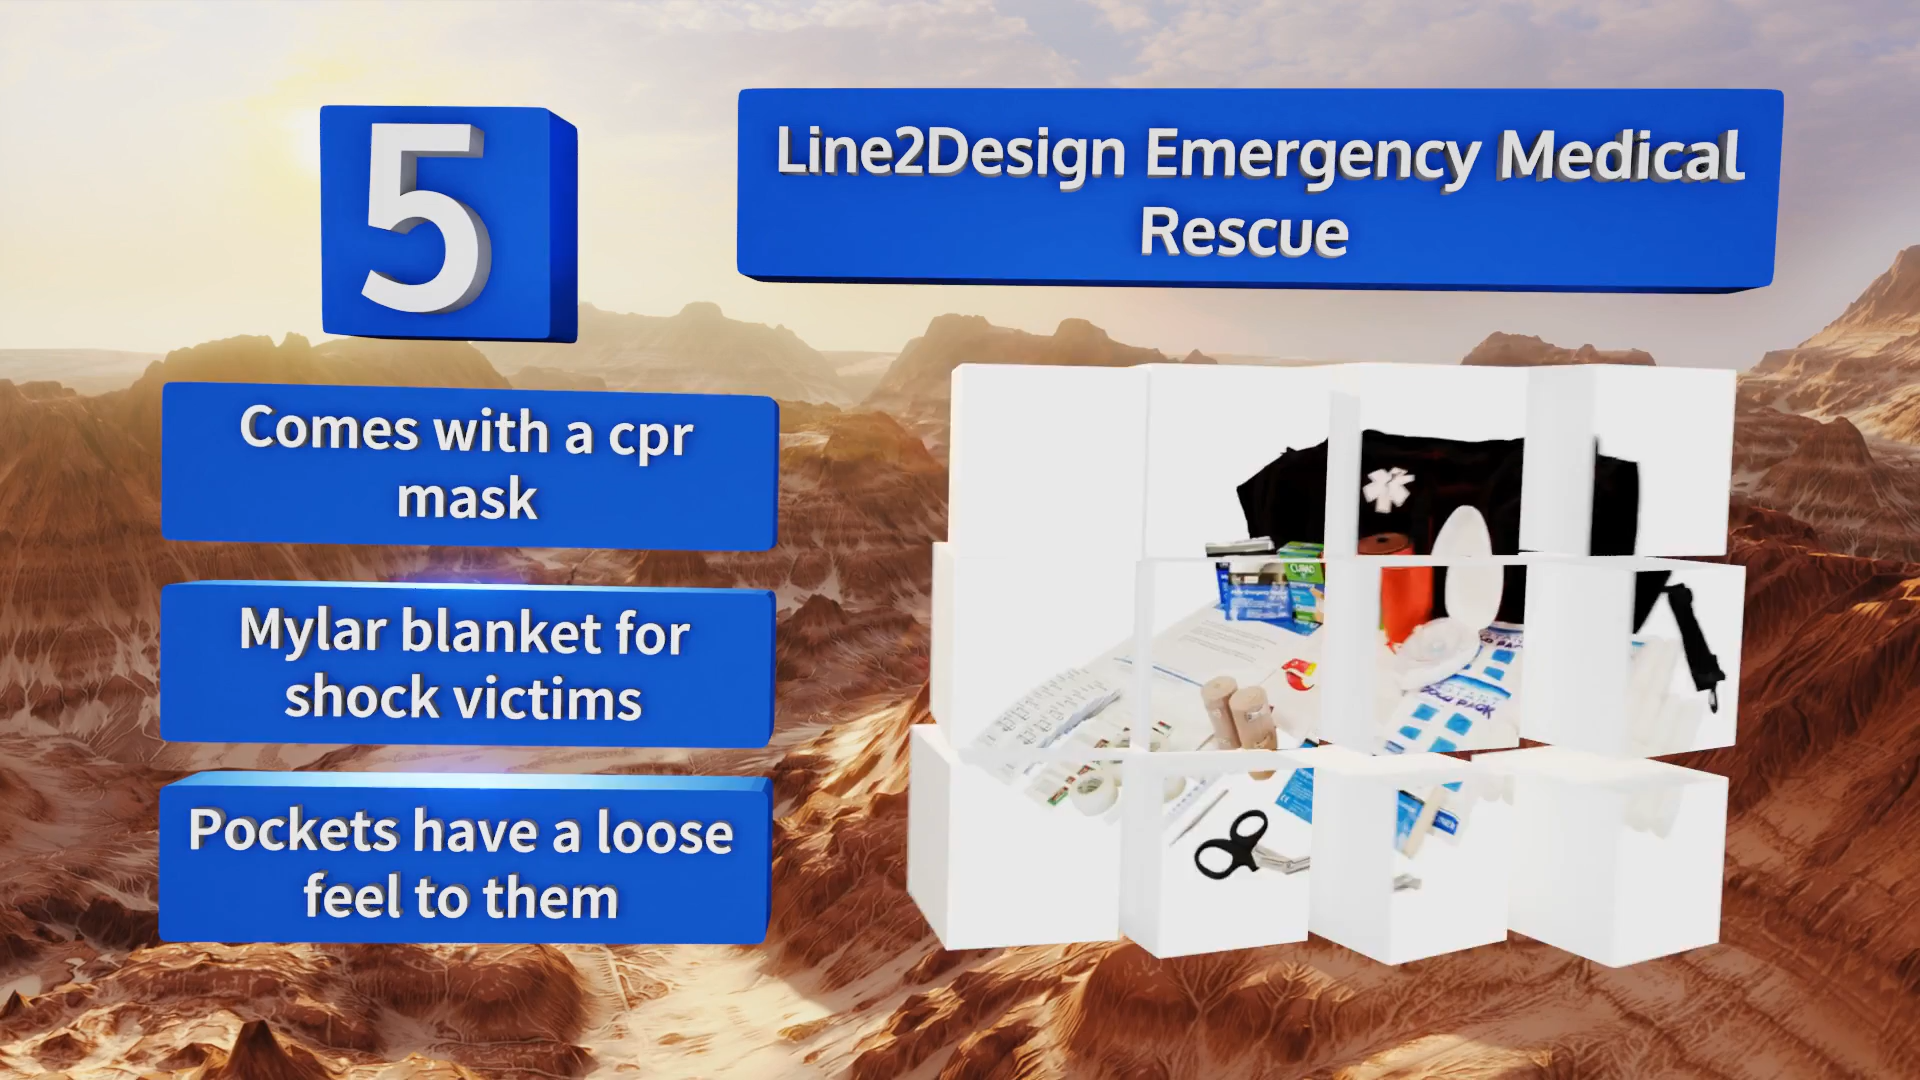 5
Line2Design Emergency Medical
Rescue
Comes with a cpr
mask
Mylar blanket for
shock victims
Pockets have a loose
feel to them
CURAD